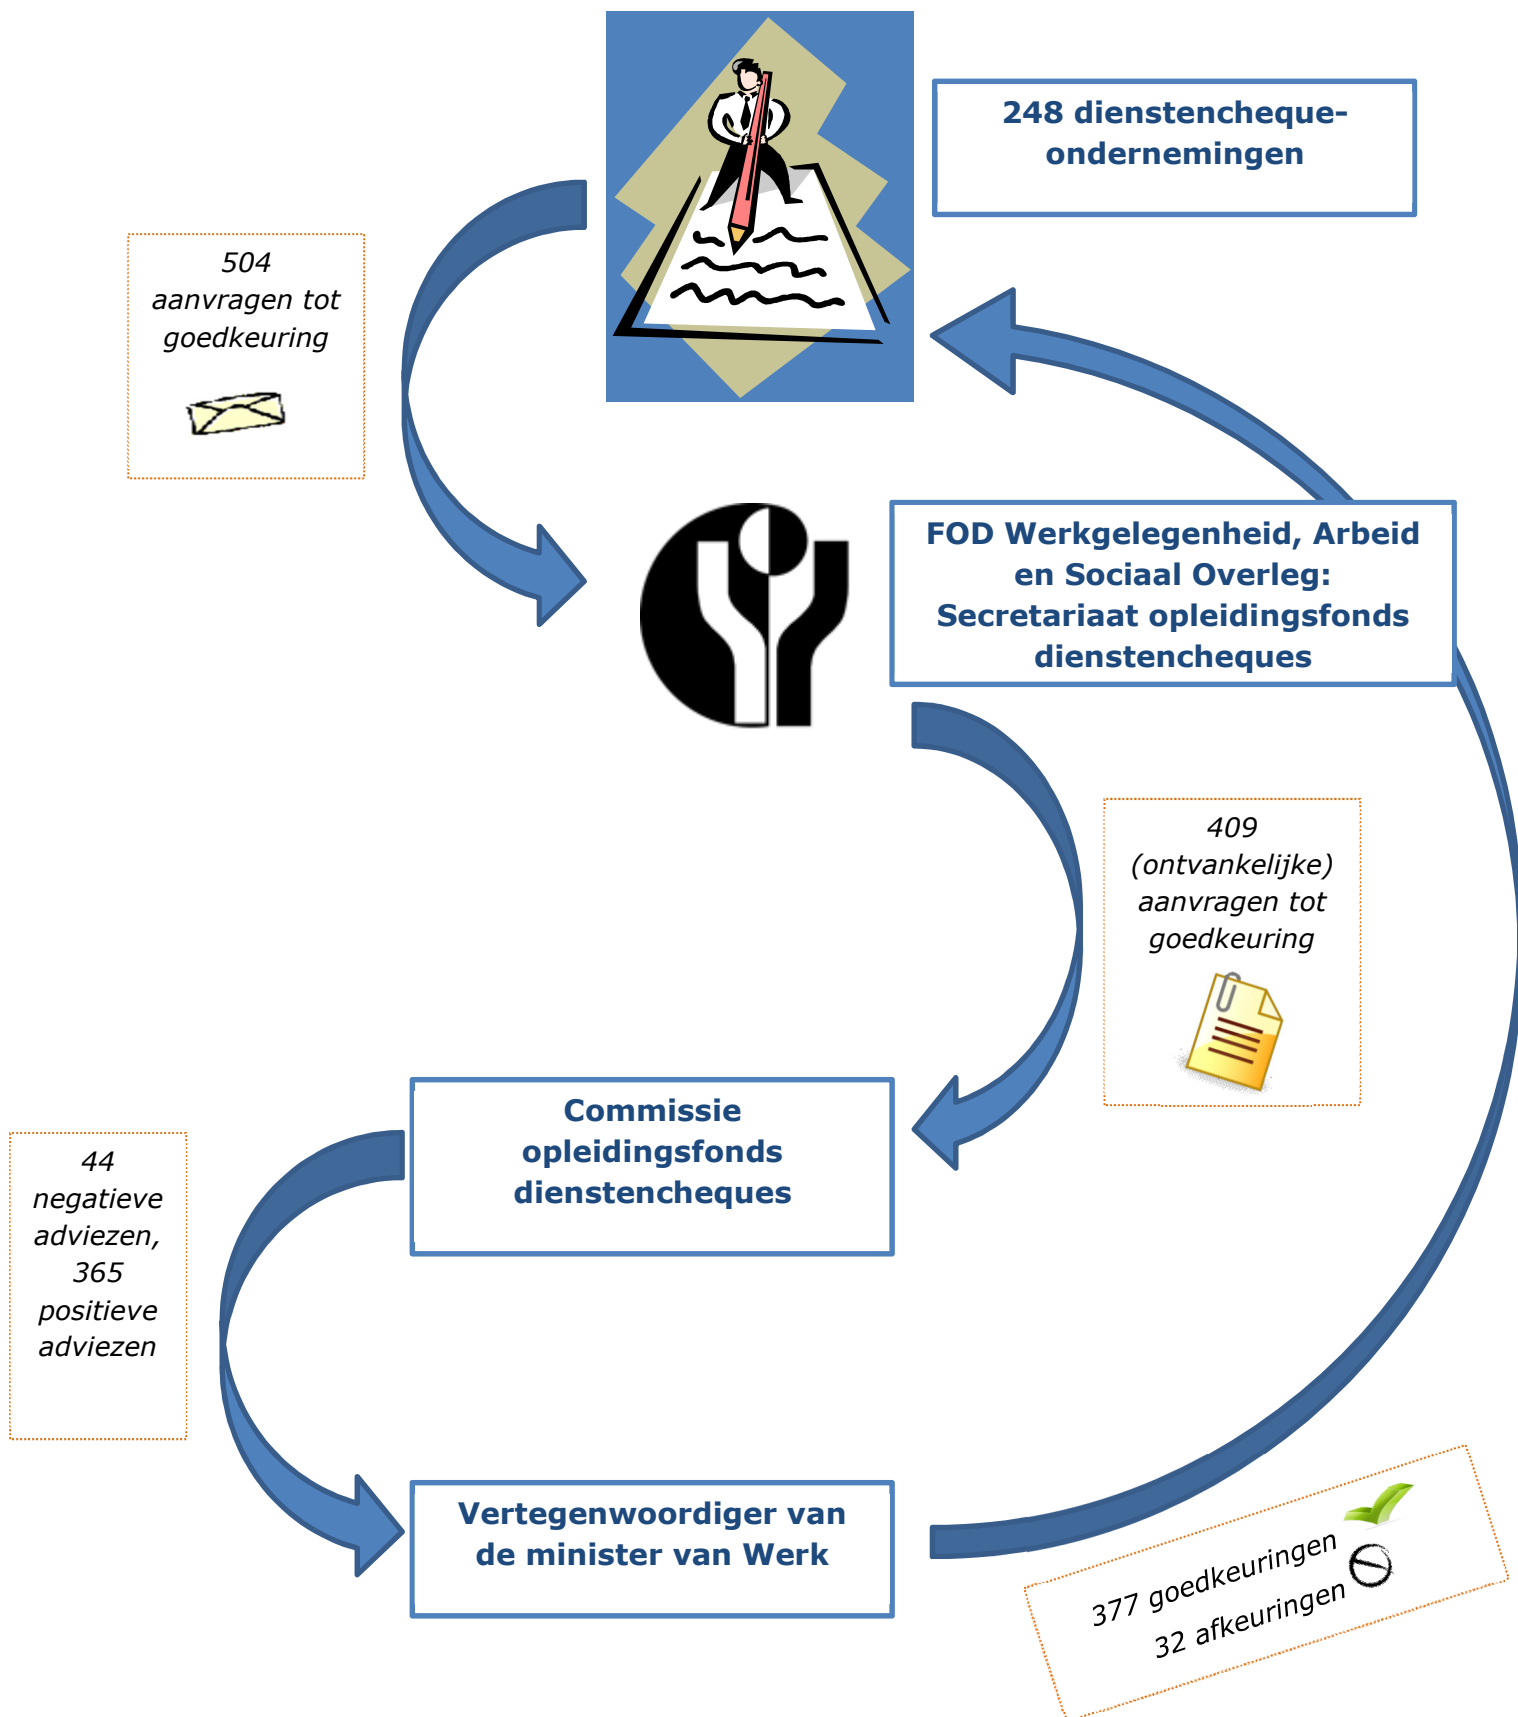 248 dienstencheque-
ondernemingen
504
aanvragen tot
goedkeuring
FOD Werkgelegenheid, Arbeid
en Sociaal Overleg:
Secretariaat opleidingsfonds
dienstencheques
409
(ontvankelijke)
aanvragen tot
goedkeuring
Commissie
opleidingsfonds
dienstencheques
44
negatieve
adviezen,
365
positieve
adviezen
Vertegenwoordiger van
de minister van Werk
377 goedkeuringen
32 afkeuringen